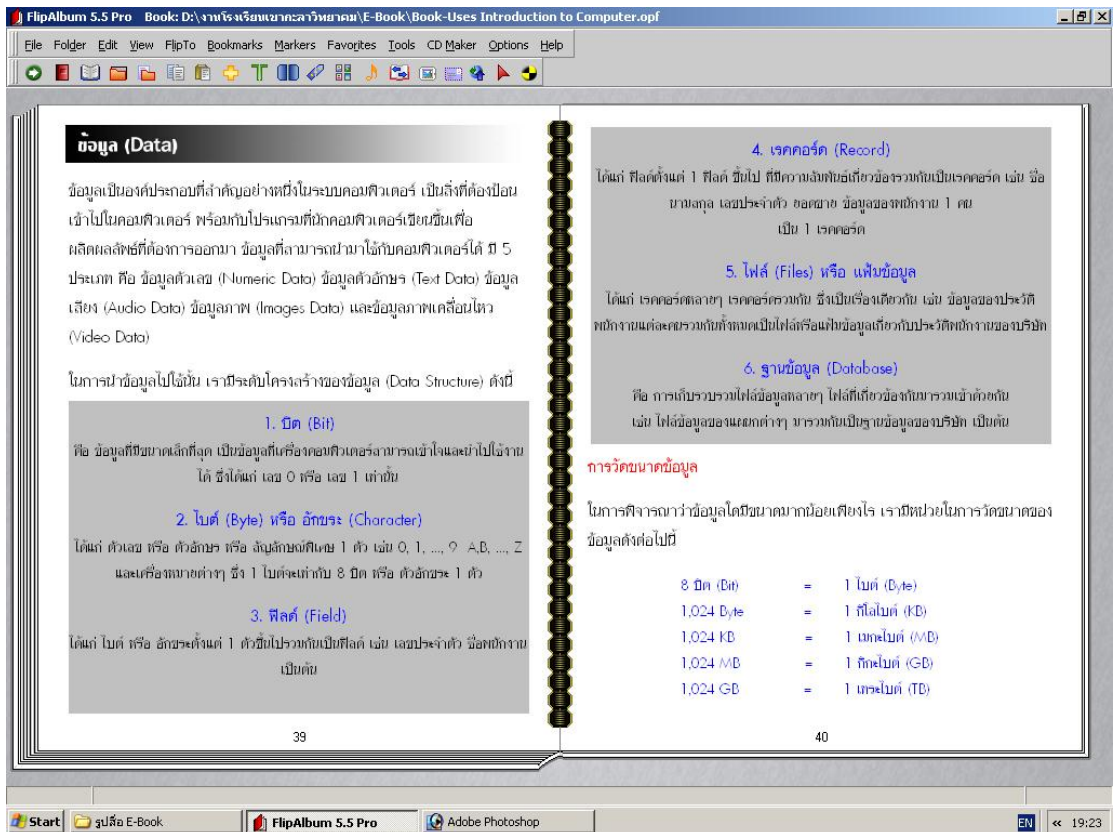 FlipAlbum 5.5 Pro Book: D:\งานโรงเรียนเขากะลาวิทยาคม\E-Book\Book-Uses Introduction to Computer.opf
File Folder Edit View FlipTo Bookmarks Markers Favorites Tools CD Maker Options Help
ข้อมูล (Data)
ข้อมูลเป็นองค์ประกอบที่สำคัญอย่างหนึ่งในระบบคอมพิวเตอร์ เป็นสิ่งที่ต้องป้อน
เข้าไปในคอมพิวเตอร์ พร้อมกับโปรแกรมที่นักคอมพิวเตอร์เขียนขึ้นเพื่อ
ผลิตผลลัพธ์ที่ต้องการออกมา ข้อมูลที่สามารถนำมาใช้กับคอมพิวเตอร์ได้ มี 5
ประเภท คือ ข้อมูลตัวเลข (Numeric Data) ข้อมูลตัวอักษร (Text Data) ข้อมูล
เสียง (Audio Data) ข้อมูลภาพ (Images Data) และข้อมูลภาพเคลื่อนไหว
(Video Data)
ในการนำข้อมูลไปใช้นั้น เรามีระดับโครงสร้างของข้อมูล (Data Structure) ดังนี้
1. บิต (Bit)
คือ ข้อมูลที่มีขนาดเล็กที่สุด เป็นข้อมูลที่เครื่องคอมพิวเตอร์สามารถเข้าใจและนำไปใช้งาน
ได้ ซึ่งได้แก่ เลข 0 หรือ เลข 1 เท่านั้น
2. ไบต์ (Byte) หรือ อักขระ (Character)
ได้แก่ ตัวเลข หรือ ตัวอักษร หรือ สัญลักษณ์พิเศษ 1 ตัว เช่น 0, 1, ..., 9 A,B, ..., Z
และเครื่องหมายต่างๆ ซึ่ง 1 ไบต์จะเท่ากับ 8 บิต หรือ ตัวอักขระ 1 ตัว
3. ฟิลด์ (Field)
ได้แก่ ไบต์ หรือ อักขระตั้งแต่ 1 ตัวขึ้นไปรวมกันเป็นฟิลด์ เช่น เลขประจำตัว ชื่อพนักงาน
เป็นต้น
39
4. เรคคอร์ด (Record)
ได้แก่ ฟิลด์ตั้งแต่ 1 ฟิลด์ ขึ้นไป ที่มีความสัมพันธ์เกี่ยวข้องรวมกันเป็นเรคคอร์ด เช่น ชื่อ
นามสกุล เลขประจำตัว ยอดขาย ข้อมูลของพนักงาน 1 คน
เป็น 1 เรคคอร์ด
5. ไฟล์ (Files) หรือ แฟ้มข้อมูล
ได้แก่ เรคคอร์ดหลายๆ เรคคอร์ดรวมกัน ซึ่งเป็นเรื่องเดียวกัน เช่น ข้อมูลของประวัติ
พนักงานแต่ละคนรวมกันทั้งหมดเป็นไฟล์หรือแฟ้มข้อมูลเกี่ยวกับประวัติพนักงานของบริษัท
6. ฐานข้อมูล (Database)
คือ การเก็บรวบรวมไฟล์ข้อมูลหลายๆ ไฟล์ที่เกี่ยวข้องกันมารวมเข้าด้วยกัน
เช่น ไฟล์ข้อมูลของแผนกต่างๆ มารวมกันเป็นฐานข้อมูลของบริษัท เป็นต้น
การวัดขนาดข้อมูล
ในการพิจารณาว่าข้อมูลใดมีขนาดมากน้อยเพียงไร เรามีหน่วยในการวัดขนาดของ
ข้อมูลดังต่อไปนี้
8 บิต (Bit) = 1 ไบต์ (Byte)
1,024 Byte = 1 กิโลไบต์ (KB)
1,024 KB = 1 เมกะไบต์ (MB)
1,024 MB = 1 กิกะไบต์ (GB)
1,024 GB = 1 เทระไบต์ (TB)
40
Start รูปสื่อ E-Book FlipAlbum 5.5 Pro Adobe Photoshop EN « 19:23